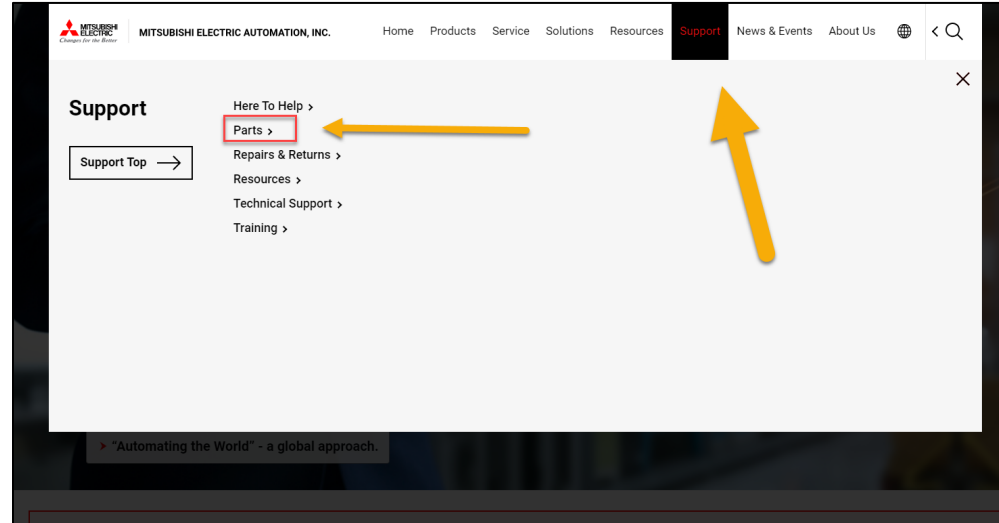 MITSUBISHI
ELECTRIC
Changes for the Better
MITSUBISHI ELECTRIC AUTOMATION, INC.
Home Products Service Solutions Resources Support News & Events About Us
Support
Support Top
Here To Help
Parts
Repairs & Returns
Resources
Technical Support
Training
"Automating the World" - a global approach.